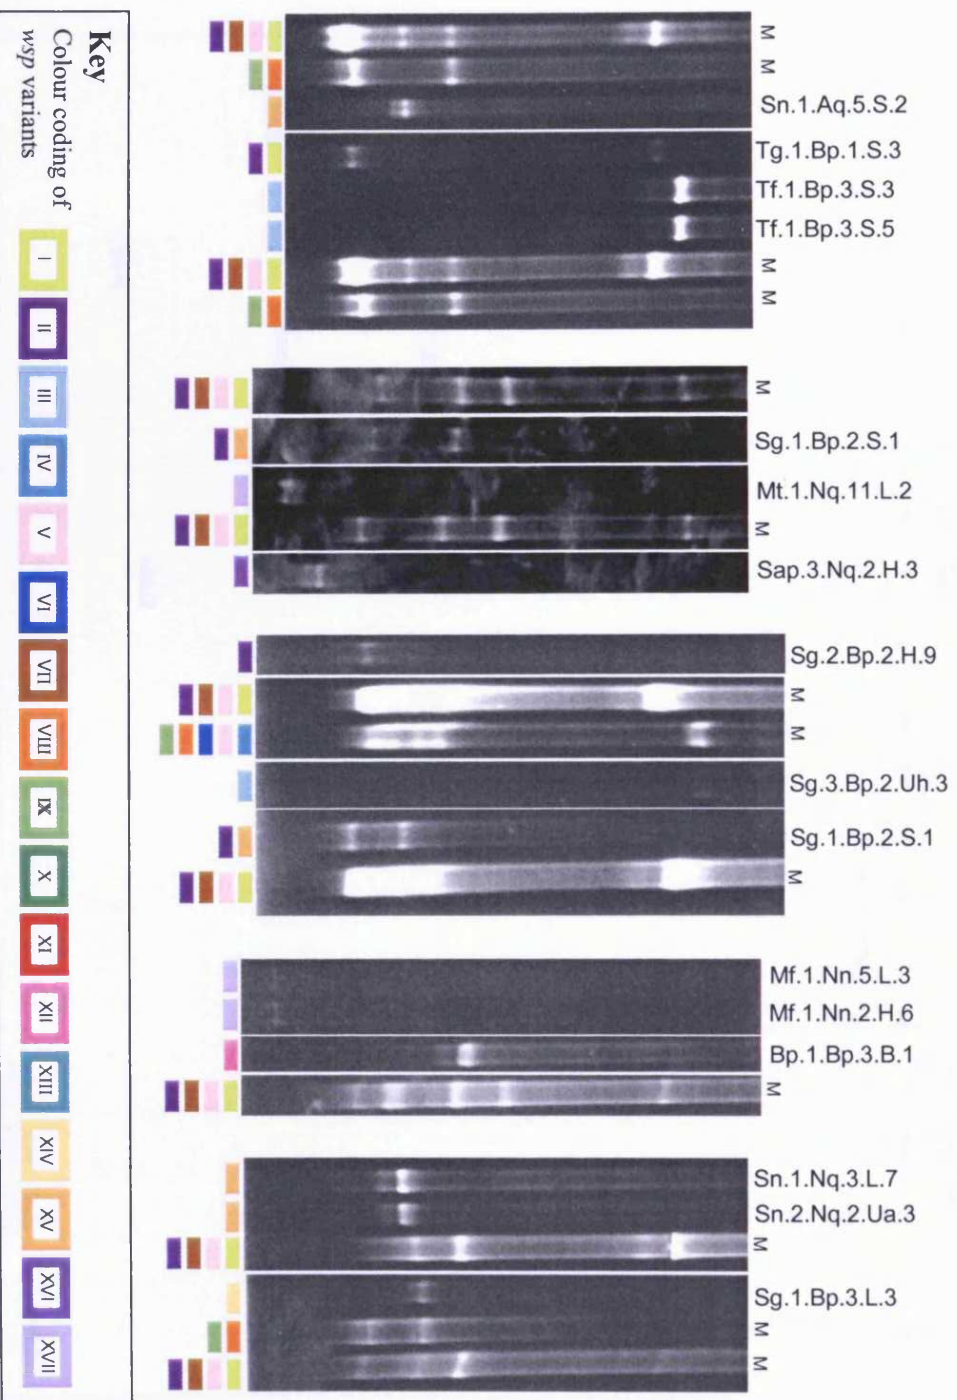 M
M
Sn.1.Aq.5.S.2
Tg.1.Bp.1.S.3
Tf.1.Bp.3.S.3
Tf.1.Bp.3.S.5
M
M
M
Sg.1.Bp.2.S.1
Mt.1.Nq.11.L.2
M
Sap.3.Nq.2.H.3
Sg.2.Bp.2.H.9
M
M
Sg.3.Bp.2.Uh.3
Sg.1.Bp.2.S.1
M
Mf.1.Nn.5.L.3
Mf.1.Nn.2.H.6
Bp.1.Bp.3.B.1
M
Sn.1.Nq.3.L.7
Sn.2.Nq.2.Ua.3
M
Sg.1.Bp.3.L.3
M
M
Key
Colour coding of
wsp variants
I II III IV V VI VII VIII IX X XI XII XIII XIV XV XVI XVII